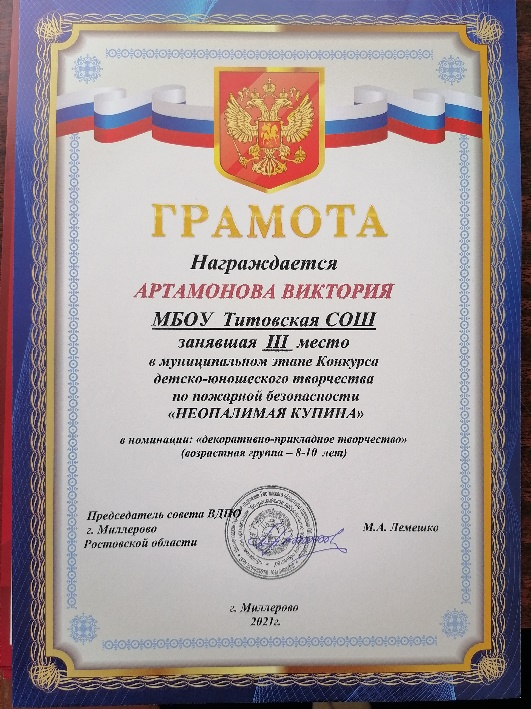 ГРАМОТА
Награждается
АРТАМОНОВА ВИКТОРИЯ
МБОУ Титовская СОШ
занявшая III место
в муниципальном этапе Конкурса
детско-юношеского творчества
по пожарной безопасности
«НЕОПАЛИМАЯ КУПИНА»
в номинации: «декоративно-прикладное творчество»
(возрастная группа – 8-10 лет)
Председатель совета ВДПО
г. Миллерово
Ростовской области
М.А. Лемешко
г. Миллерово
2021г.